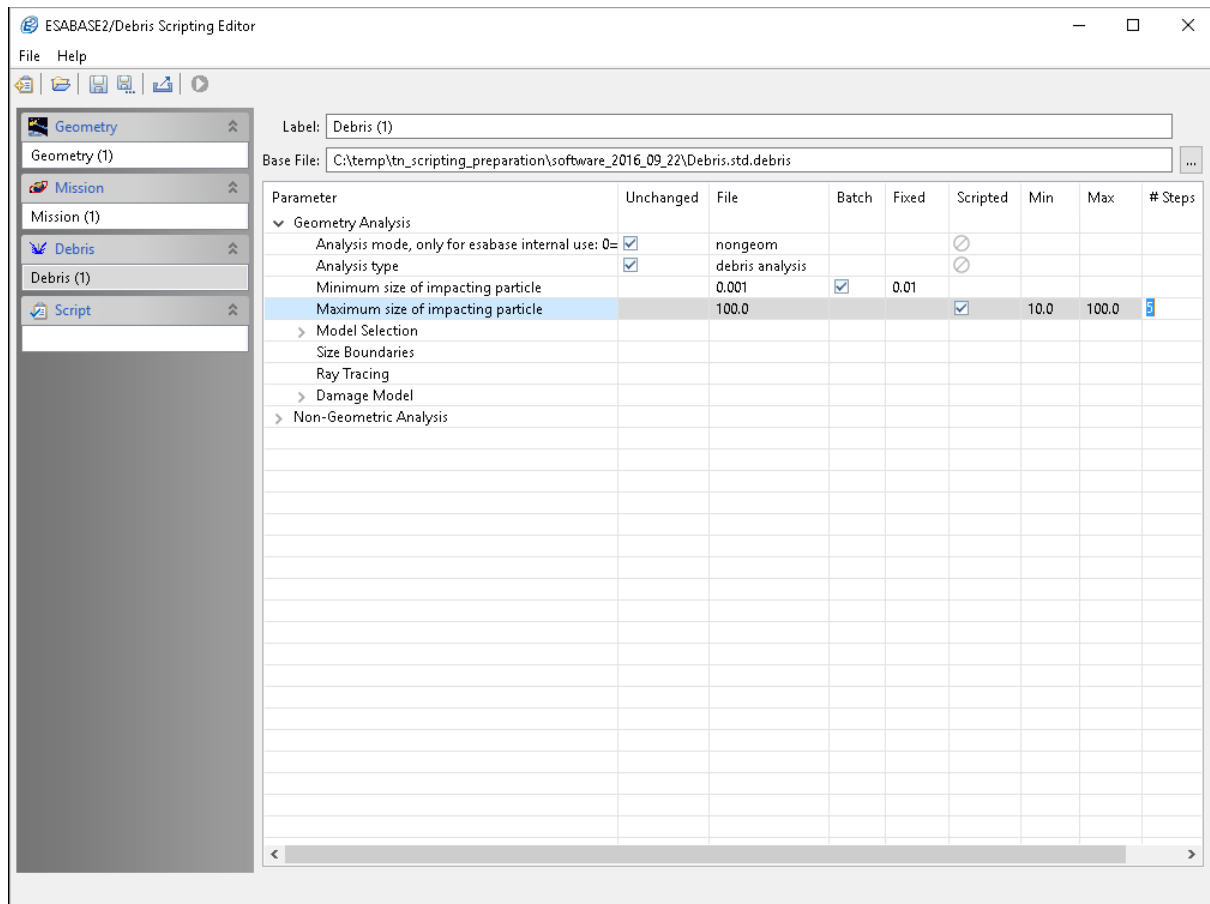 ESABASE2/Debris Scripting Editor
File Help
Geometry
Geometry (1)
Mission
Mission (1)
Debris
Debris (1)
Script
Label: Debris (1)
Base File: C:\temp\tn_scripting_preparation\software_2016_09_22\Debris.std.debris ...
Parameter Unchanged File Batch Fixed Scripted Min Max # Steps
Geometry Analysis
Analysis mode, only for esabase internal use: 0= nongeom
Analysis type debris analysis
Minimum size of impacting particle 0.001 0.01
Maximum size of impacting particle 100.0 10.0 100.0 5
Model Selection
Size Boundaries
Ray Tracing
Damage Model
Non-Geometric Analysis